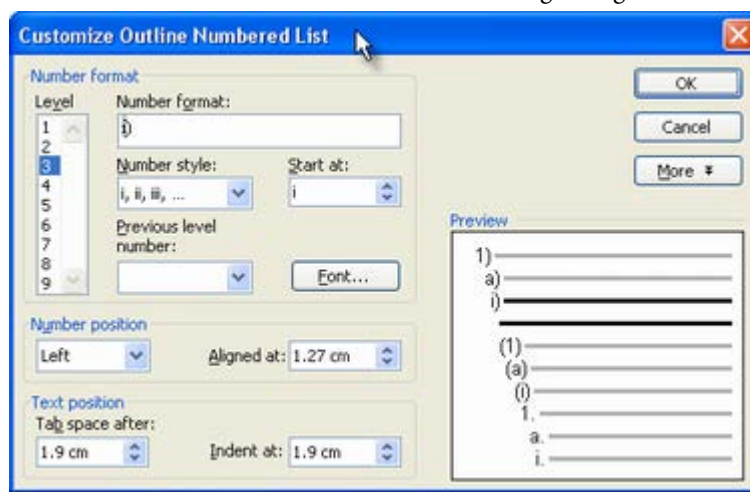 Customize Outline Numbered List
Number format
Level
Number format:
1
2
3
4
5
6
7
8
9
i)
Number style:
Start at:
i, ii, iii, ...
i
Previous level
number:
Font...
Number position
Left
Aligned at: 1.27 cm
Text position
Tab space after:
1.9 cm
Indent at: 1.9 cm
OK
Cancel
More
Preview
1)
a)
i)
(1)
(a)
(i)
1.
a.
i.